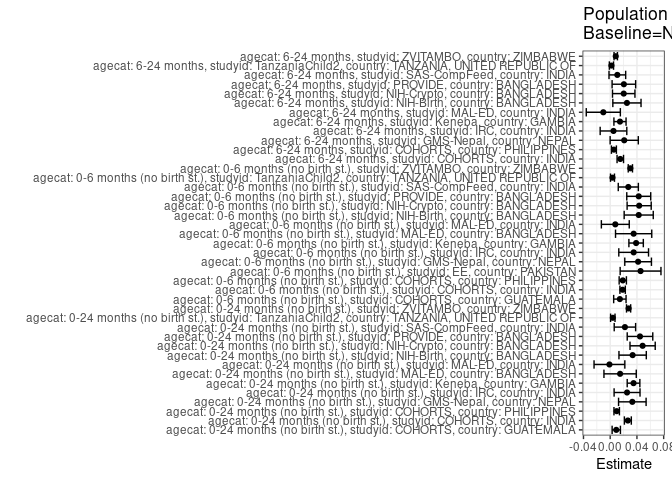 Population
Baseline=N
agecat: 6-24 months, studyid: ZVITAMBO, country: ZIMBABWE
agecat: 6-24 months, studyid: TanzaniaChild2, country: TANZANIA, UNITED REPUBLIC OF
agecat: 6-24 months, studyid: SAS-CompFeed, country: INDIA
agecat: 6-24 months, studyid: PROVIDE, country: BANGLADESH
agecat: 6-24 months, studyid: NIH-Crypto, country: BANGLADESH
agecat: 6-24 months, studyid: NIH-Birth, country: BANGLADESH
agecat: 6-24 months, studyid: MAL-ED, country: INDIA
agecat: 6-24 months, studyid: Keneba, country: GAMBIA
agecat: 6-24 months, studyid: IRC, country: INDIA
agecat: 6-24 months, studyid: GMS-Nepal, country: NEPAL
agecat: 6-24 months, studyid: COHORTS, country: PHILIPPINES
agecat: 6-24 months, studyid: COHORTS, country: INDIA
agecat: 0-6 months (no birth st.), studyid: ZVITAMBO, country: ZIMBABWE
agecat: 0-6 months (no birth st.), studyid: TanzaniaChild2, country: TANZANIA, UNITED REPUBLIC OF
agecat: 0-6 months (no birth st.), studyid: SAS-CompFeed, country: INDIA
agecat: 0-6 months (no birth st.), studyid: PROVIDE, country: BANGLADESH
agecat: 0-6 months (no birth st.), studyid: NIH-Crypto, country: BANGLADESH
agecat: 0-6 months (no birth st.), studyid: NIH-Birth, country: BANGLADESH
agecat: 0-6 months (no birth st.), studyid: MAL-ED, country: INDIA
agecat: 0-6 months (no birth st.), studyid: MAL-ED, country: BANGLADESH
agecat: 0-6 months (no birth st.), studyid: Keneba, country: GAMBIA
agecat: 0-6 months (no birth st.), studyid: IRC, country: INDIA
agecat: 0-6 months (no birth st.), studyid: GMS-Nepal, country: NEPAL
agecat: 0-6 months (no birth st.), studyid: EE, country: PAKISTAN
agecat: 0-6 months (no birth st.), studyid: COHORTS, country: PHILIPPINES
agecat: 0-6 months (no birth st.), studyid: COHORTS, country: INDIA
agecat: 0-6 months (no birth st.), studyid: COHORTS, country: GUATEMALA
agecat: 0-24 months (no birth st.), studyid: ZVITAMBO, country: ZIMBABWE
agecat: 0-24 months (no birth st.), studyid: TanzaniaChild2, country: TANZANIA, UNITED REPUBLIC OF
agecat: 0-24 months (no birth st.), studyid: SAS-CompFeed, country: INDIA
agecat: 0-24 months (no birth st.), studyid: PROVIDE, country: BANGLADESH
agecat: 0-24 months (no birth st.), studyid: NIH-Crypto, country: BANGLADESH
agecat: 0-24 months (no birth st.), studyid: NIH-Birth, country: BANGLADESH
agecat: 0-24 months (no birth st.), studyid: MAL-ED, country: INDIA
agecat: 0-24 months (no birth st.), studyid: MAL-ED, country: BANGLADESH
agecat: 0-24 months (no birth st.), studyid: Keneba, country: GAMBIA
agecat: 0-24 months (no birth st.), studyid: IRC, country: INDIA
agecat: 0-24 months (no birth st.), studyid: GMS-Nepal, country: NEPAL
agecat: 0-24 months (no birth st.), studyid: COHORTS, country: PHILIPPINES
agecat: 0-24 months (no birth st.), studyid: COHORTS, country: INDIA
agecat: 0-24 months (no birth st.), studyid: COHORTS, country: GUATEMALA
-0.04 0.00 0.04 0.08
Estimate